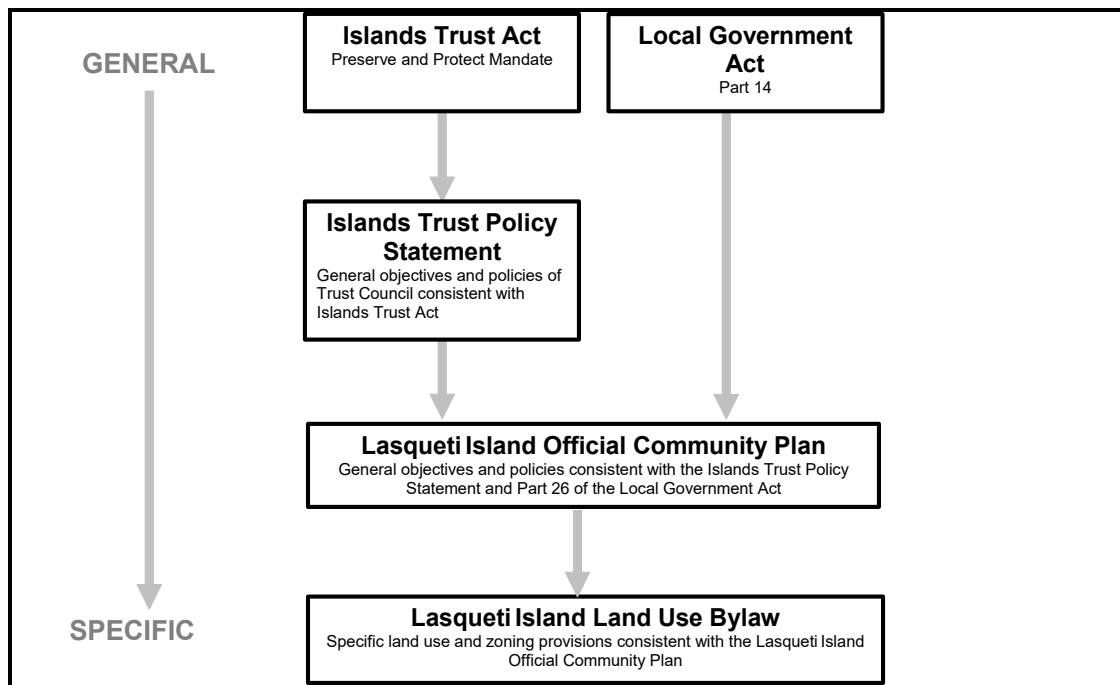 GENERAL
Islands Trust Act
Preserve and Protect Mandate
Local Government
Act
Part 14
Islands Trust Policy
Statement
General objectives and policies of
Trust Council consistent with
Islands Trust Act
Lasqueti Island Official Community Plan
General objectives and policies consistent with the Islands Trust Policy
Statement and Part 26 of the Local Government Act
SPECIFIC
Lasqueti Island Land Use Bylaw
Specific land use and zoning provisions consistent with the Lasqueti Island
Official Community Plan